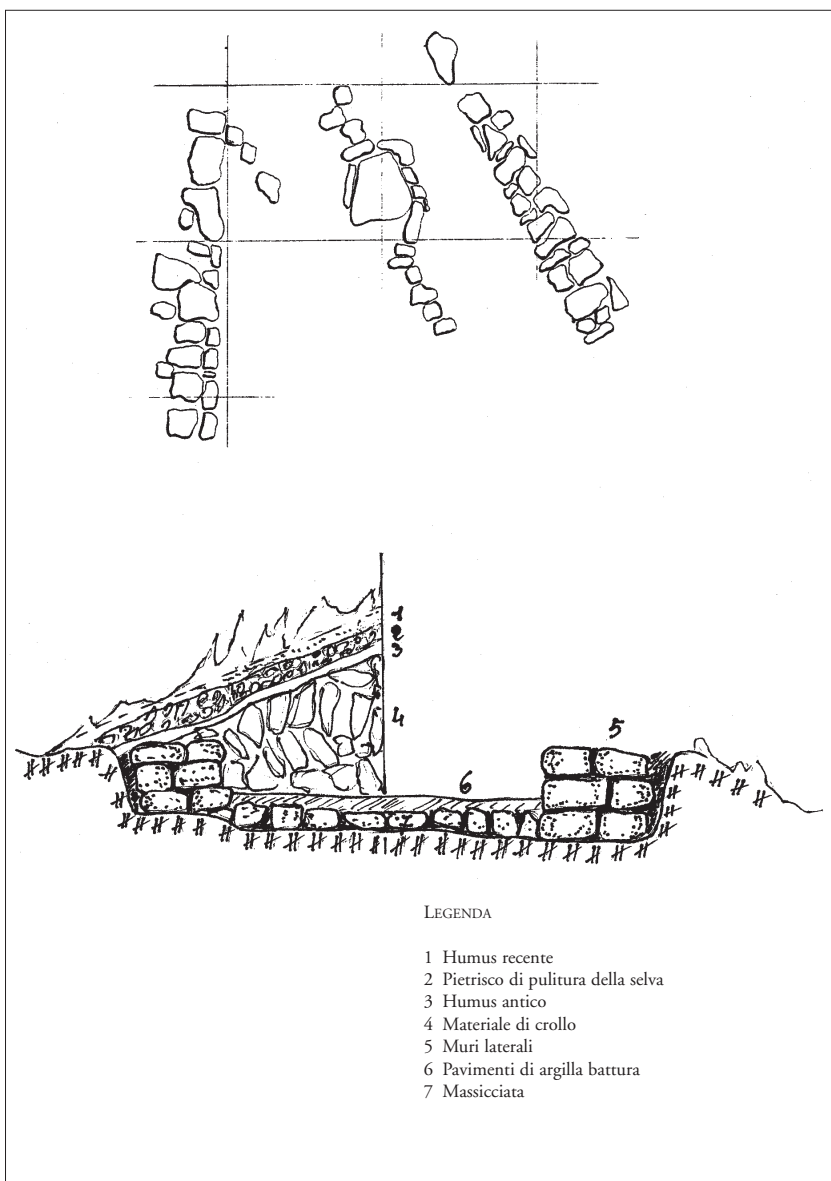 1
2
3
4
5
6
7
LEGENDA
1 Humus recente
2 Pietrisco di pulitura della selva
3 Humus antico
4 Materiale di crollo
5 Muri laterali
6 Pavimenti di argilla battura
7 Massicciata